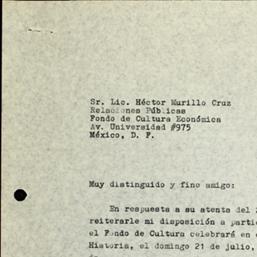 Sr. Lic. Héctor Murillo Cruz
Relaciones Públicas
Fondo de Cultura Económica
Av. Universidad #975
México, D. F.
Muy distinguido y fino amigo:
En respuesta a su atenta del
reiterarle mi disposición a
el Fondo de Cultura celebrará en
Historia, el domingo 21 de julio,